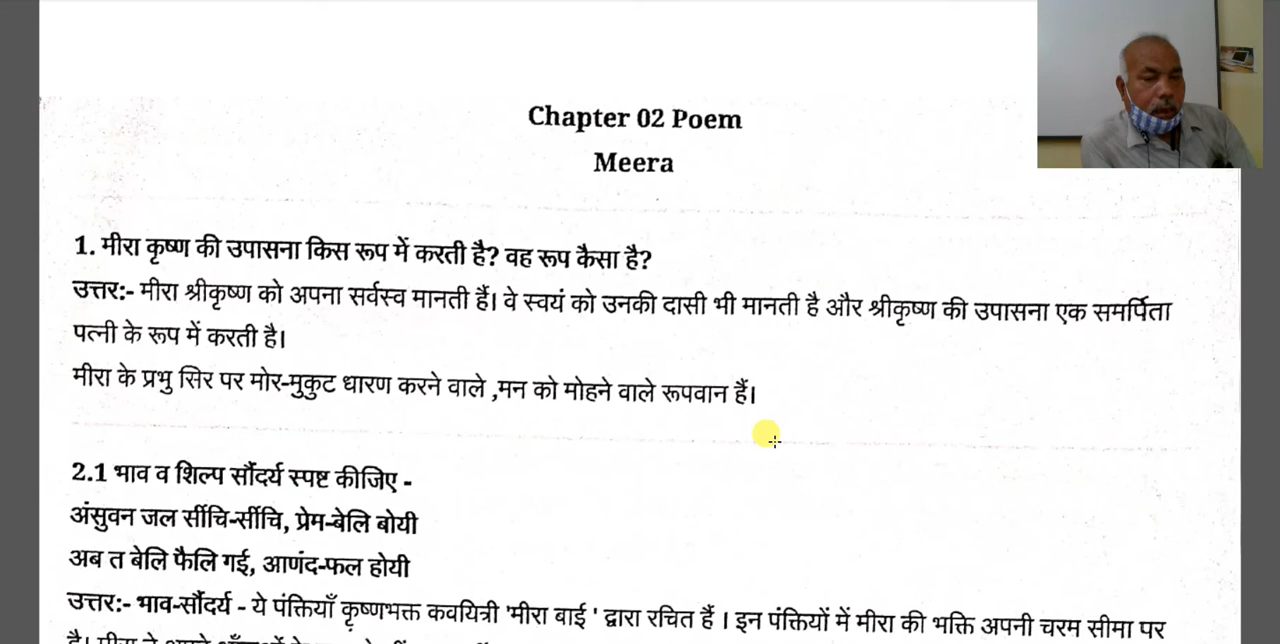 Chapter 02 Poem
Meera
1. मीरा कृष्ण की उपासना किस रूप में करती है? वह रूप कैसा है?
उत्तर:- मीरा श्रीकृष्ण को अपना सर्वस्व मानती हैं। वे स्वयं को उनकी दासी भी मानती है और श्रीकृष्ण की उपासना एक समर्पिता
पत्नी के रूप में करती है।
मीरा के प्रभु सिर पर मोर-मुकुट धारण करने वाले ,मन को मोहने वाले रूपवान हैं।
2.1 भाव व शिल्प सौंदर्य स्पष्ट कीजिए -
अंसुवन जल सींचि-सींचि, प्रेम-बेलि बोयी
अब त बेलि फैलि गई, आणंद-फल होयी
उत्तर:- भाव-सौंदर्य - ये पंक्तियाँ कृष्णभक्त कवयित्री 'मीरा बाई ' द्वारा रचित हैं । इन पंक्तियों में मीरा की भक्ति अपनी चरम सीमा पर